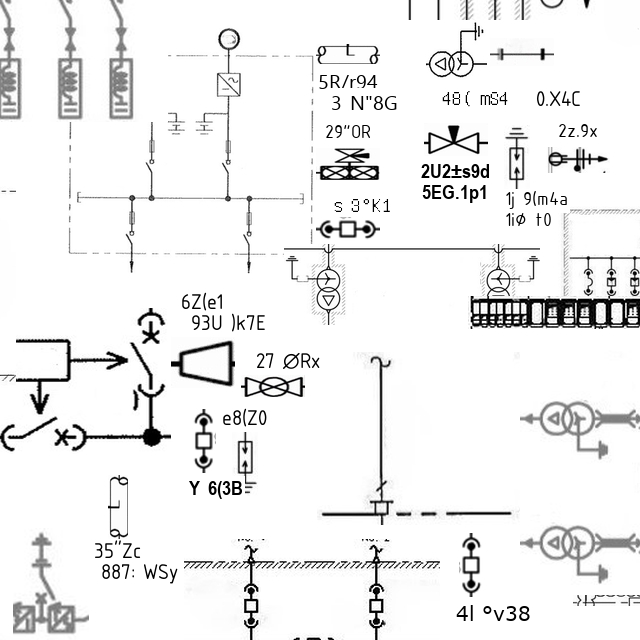 5R/r94
3 N"8G
48( mS4
0.X4C
29"0R
2z.9x
2U2±s9d
5EG.1p1
1j 9(m4a
1iø t0
s 3°K1
6Z(e1
93U )k7E
27 ØRx
e8(Z0
Y 6(3B
35"Zc
887: WSy
4l °v38